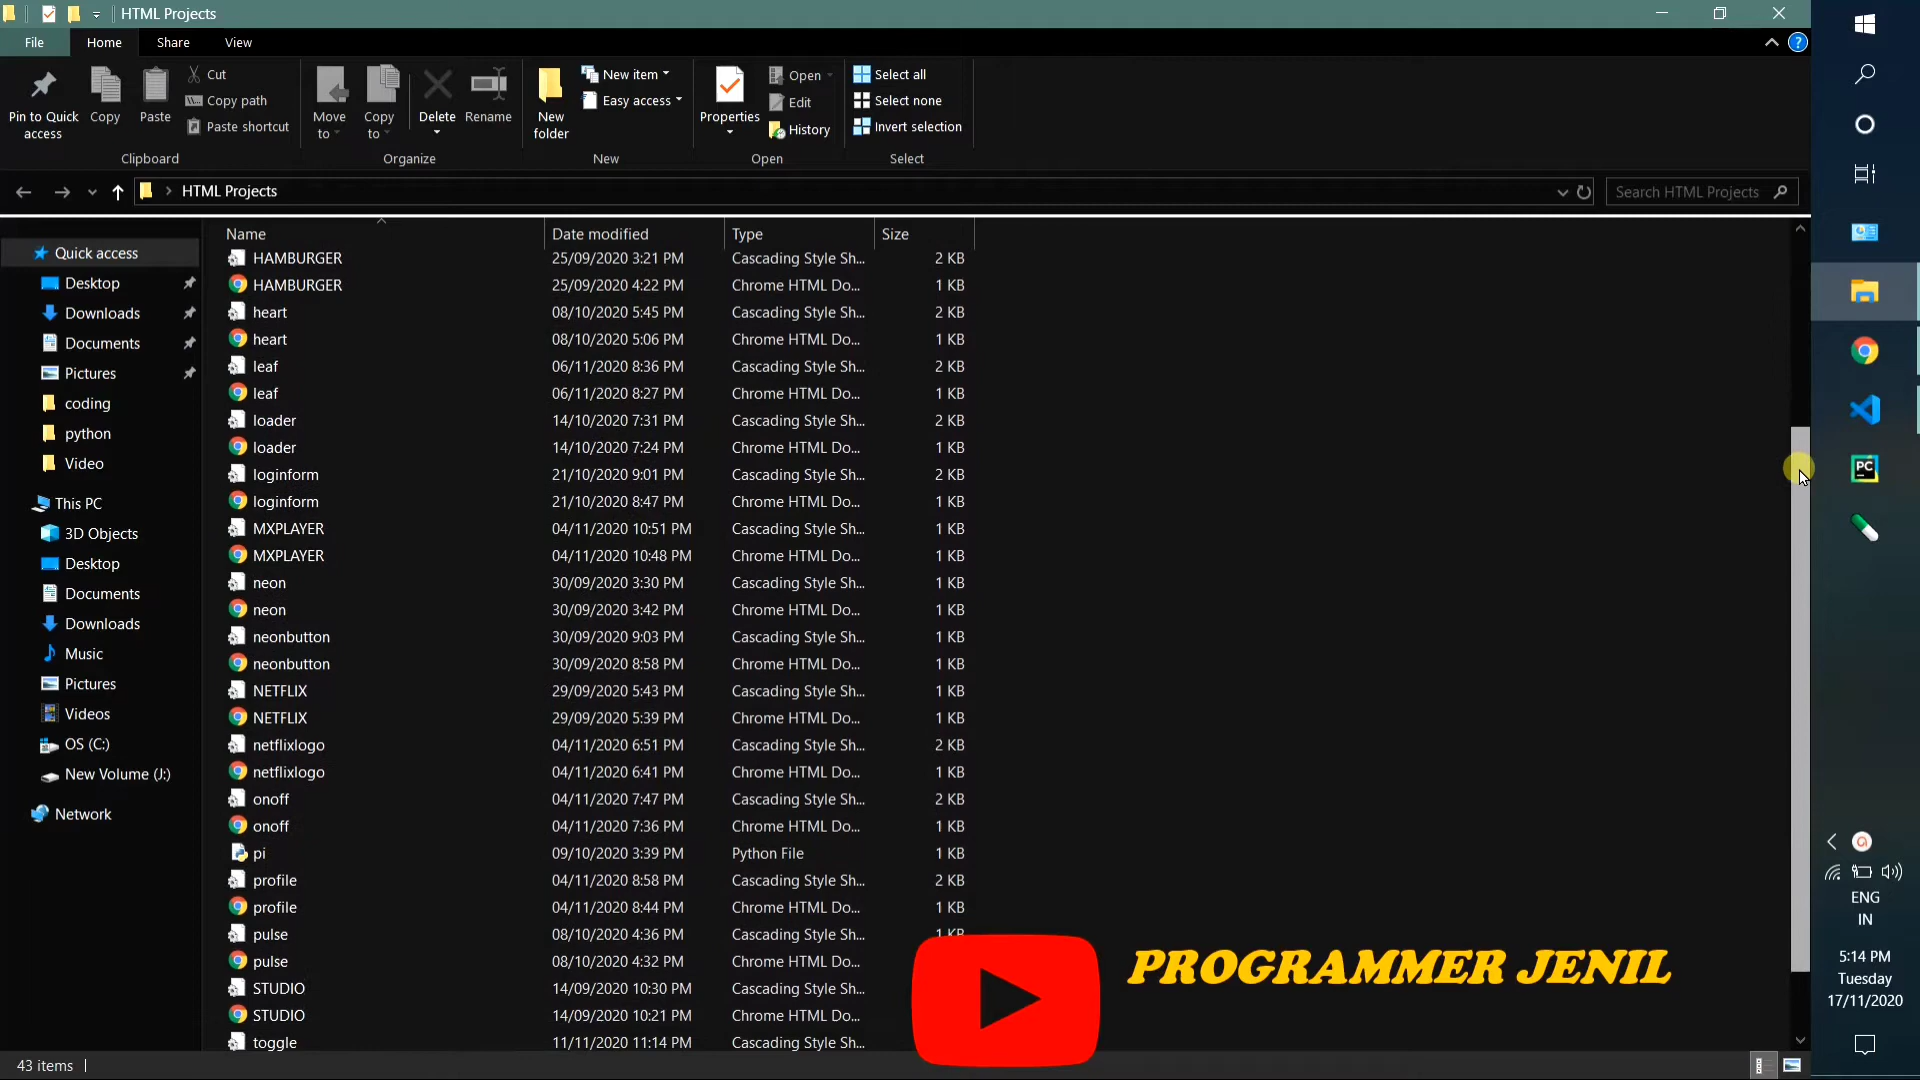 HTML Projects
File Home Share View
Pin to Quick access
Copy
Paste
Cut
Copy path
Paste shortcut
Clipboard
Move to
Copy to
Delete
Rename
Organize
New folder
New item
Easy access
New
Properties
Open
Edit
History
Open
Select all
Select none
Invert selection
Select
HTML Projects
Search HTML Projects
Quick access
Desktop
Downloads
Documents
Pictures
coding
python
Video
This PC
3D Objects
Desktop
Documents
Downloads
Music
Pictures
Videos
OS (C:)
New Volume (J:)
Network
Name Date modified Type Size
HAMBURGER 25/09/2020 3:21 PM Cascading Style Sh... 2 KB
HAMBURGER 25/09/2020 4:22 PM Chrome HTML Do... 1 KB
heart 08/10/2020 5:45 PM Cascading Style Sh... 2 KB
heart 08/10/2020 5:06 PM Chrome HTML Do... 1 KB
leaf 06/11/2020 8:36 PM Cascading Style Sh... 2 KB
leaf 06/11/2020 8:27 PM Chrome HTML Do... 1 KB
loader 14/10/2020 7:31 PM Cascading Style Sh... 2 KB
loader 14/10/2020 7:24 PM Chrome HTML Do... 1 KB
loginform 21/10/2020 9:01 PM Cascading Style Sh... 2 KB
loginform 21/10/2020 8:47 PM Chrome HTML Do... 1 KB
MXPLAYER 04/11/2020 10:51 PM Cascading Style Sh... 1 KB
MXPLAYER 04/11/2020 10:48 PM Chrome HTML Do... 1 KB
neon 30/09/2020 3:30 PM Cascading Style Sh... 1 KB
neon 30/09/2020 3:42 PM Chrome HTML Do... 1 KB
neonbutton 30/09/2020 9:03 PM Cascading Style Sh... 1 KB
neonbutton 30/09/2020 8:58 PM Chrome HTML Do... 1 KB
NETFLIX 29/09/2020 5:43 PM Cascading Style Sh... 1 KB
NETFLIX 29/09/2020 5:39 PM Chrome HTML Do... 1 KB
netflixlogo 04/11/2020 6:51 PM Cascading Style Sh... 2 KB
netflixlogo 04/11/2020 6:41 PM Chrome HTML Do... 1 KB
onoff 04/11/2020 7:47 PM Cascading Style Sh... 2 KB
onoff 04/11/2020 7:36 PM Chrome HTML Do... 1 KB
pi 09/10/2020 3:39 PM Python File 1 KB
profile 04/11/2020 8:58 PM Cascading Style Sh... 2 KB
profile 04/11/2020 8:44 PM Chrome HTML Do... 1 KB
pulse 08/10/2020 4:36 PM Cascading Style Sh... 1 KB
pulse 08/10/2020 4:32 PM Chrome HTML Do...
STUDIO 14/09/2020 10:30 PM Cascading Style Sh...
STUDIO 14/09/2020 10:21 PM Chrome HTML Do...
toggle 11/11/2020 11:14 PM Cascading Style Sh...
PROGRAMMER JENIL
43 items
PC
ENG
IN
5:14 PM
Tuesday
17/11/2020